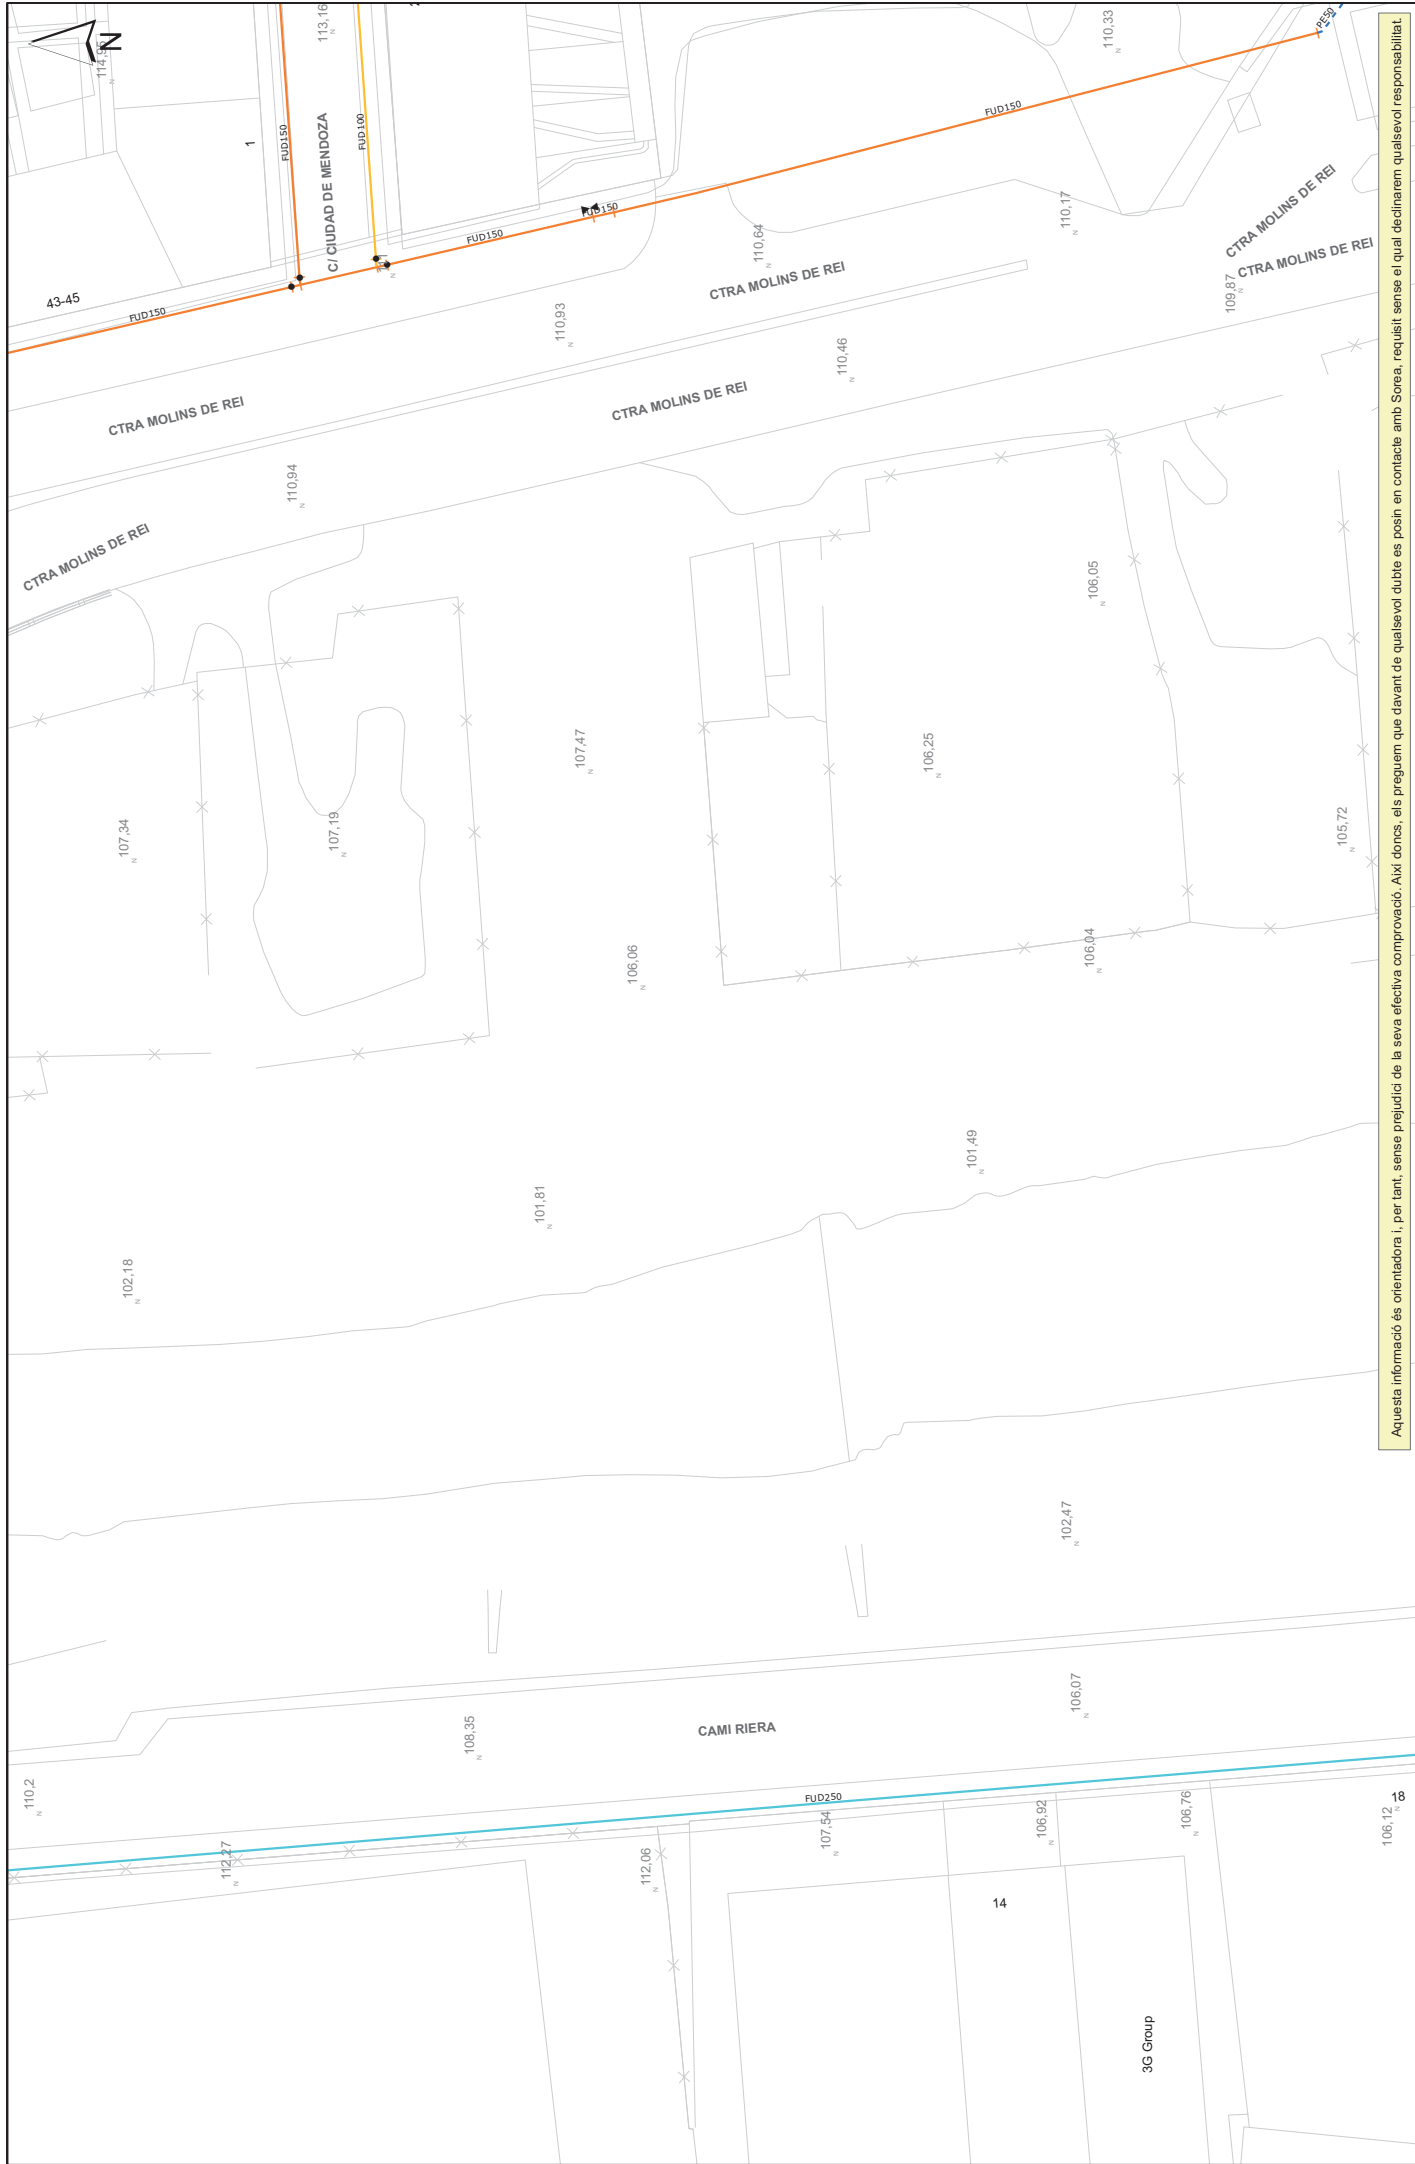 N
114,95
113,16
110,33
PE50
FUD150
1
FUD150
C/ CIUDAD DE MENDOZA
FUD100
FUD150
FUD150
43-45
FUD150
110,64
110,17
CTRA MOLINS DE REI
CTRA MOLINS DE REI
CTRA MOLINS DE REI
109,87
110,93
110,46
CTRA MOLINS DE REI
CTRA MOLINS DE REI
110,94
CTRA MOLINS DE REI
106,05
107,47
106,25
107,34
107,19
105,72
106,06
106,04
101,49
101,81
102,18
102,47
106,07
CAMI RIERA
108,35
110,2
FUD250
107,54
106,92
106,76
18
106,12
112,27
112,06
14
3G Group
Aquesta informació és orientadora i, per tant, sense prejudici de la seva efectiva comprovació. Així doncs, els preguem que davant de qualsevol dubte es posin en contacte amb Sorea, requisit sense el qual declinarem qualsevol responsabilitat.